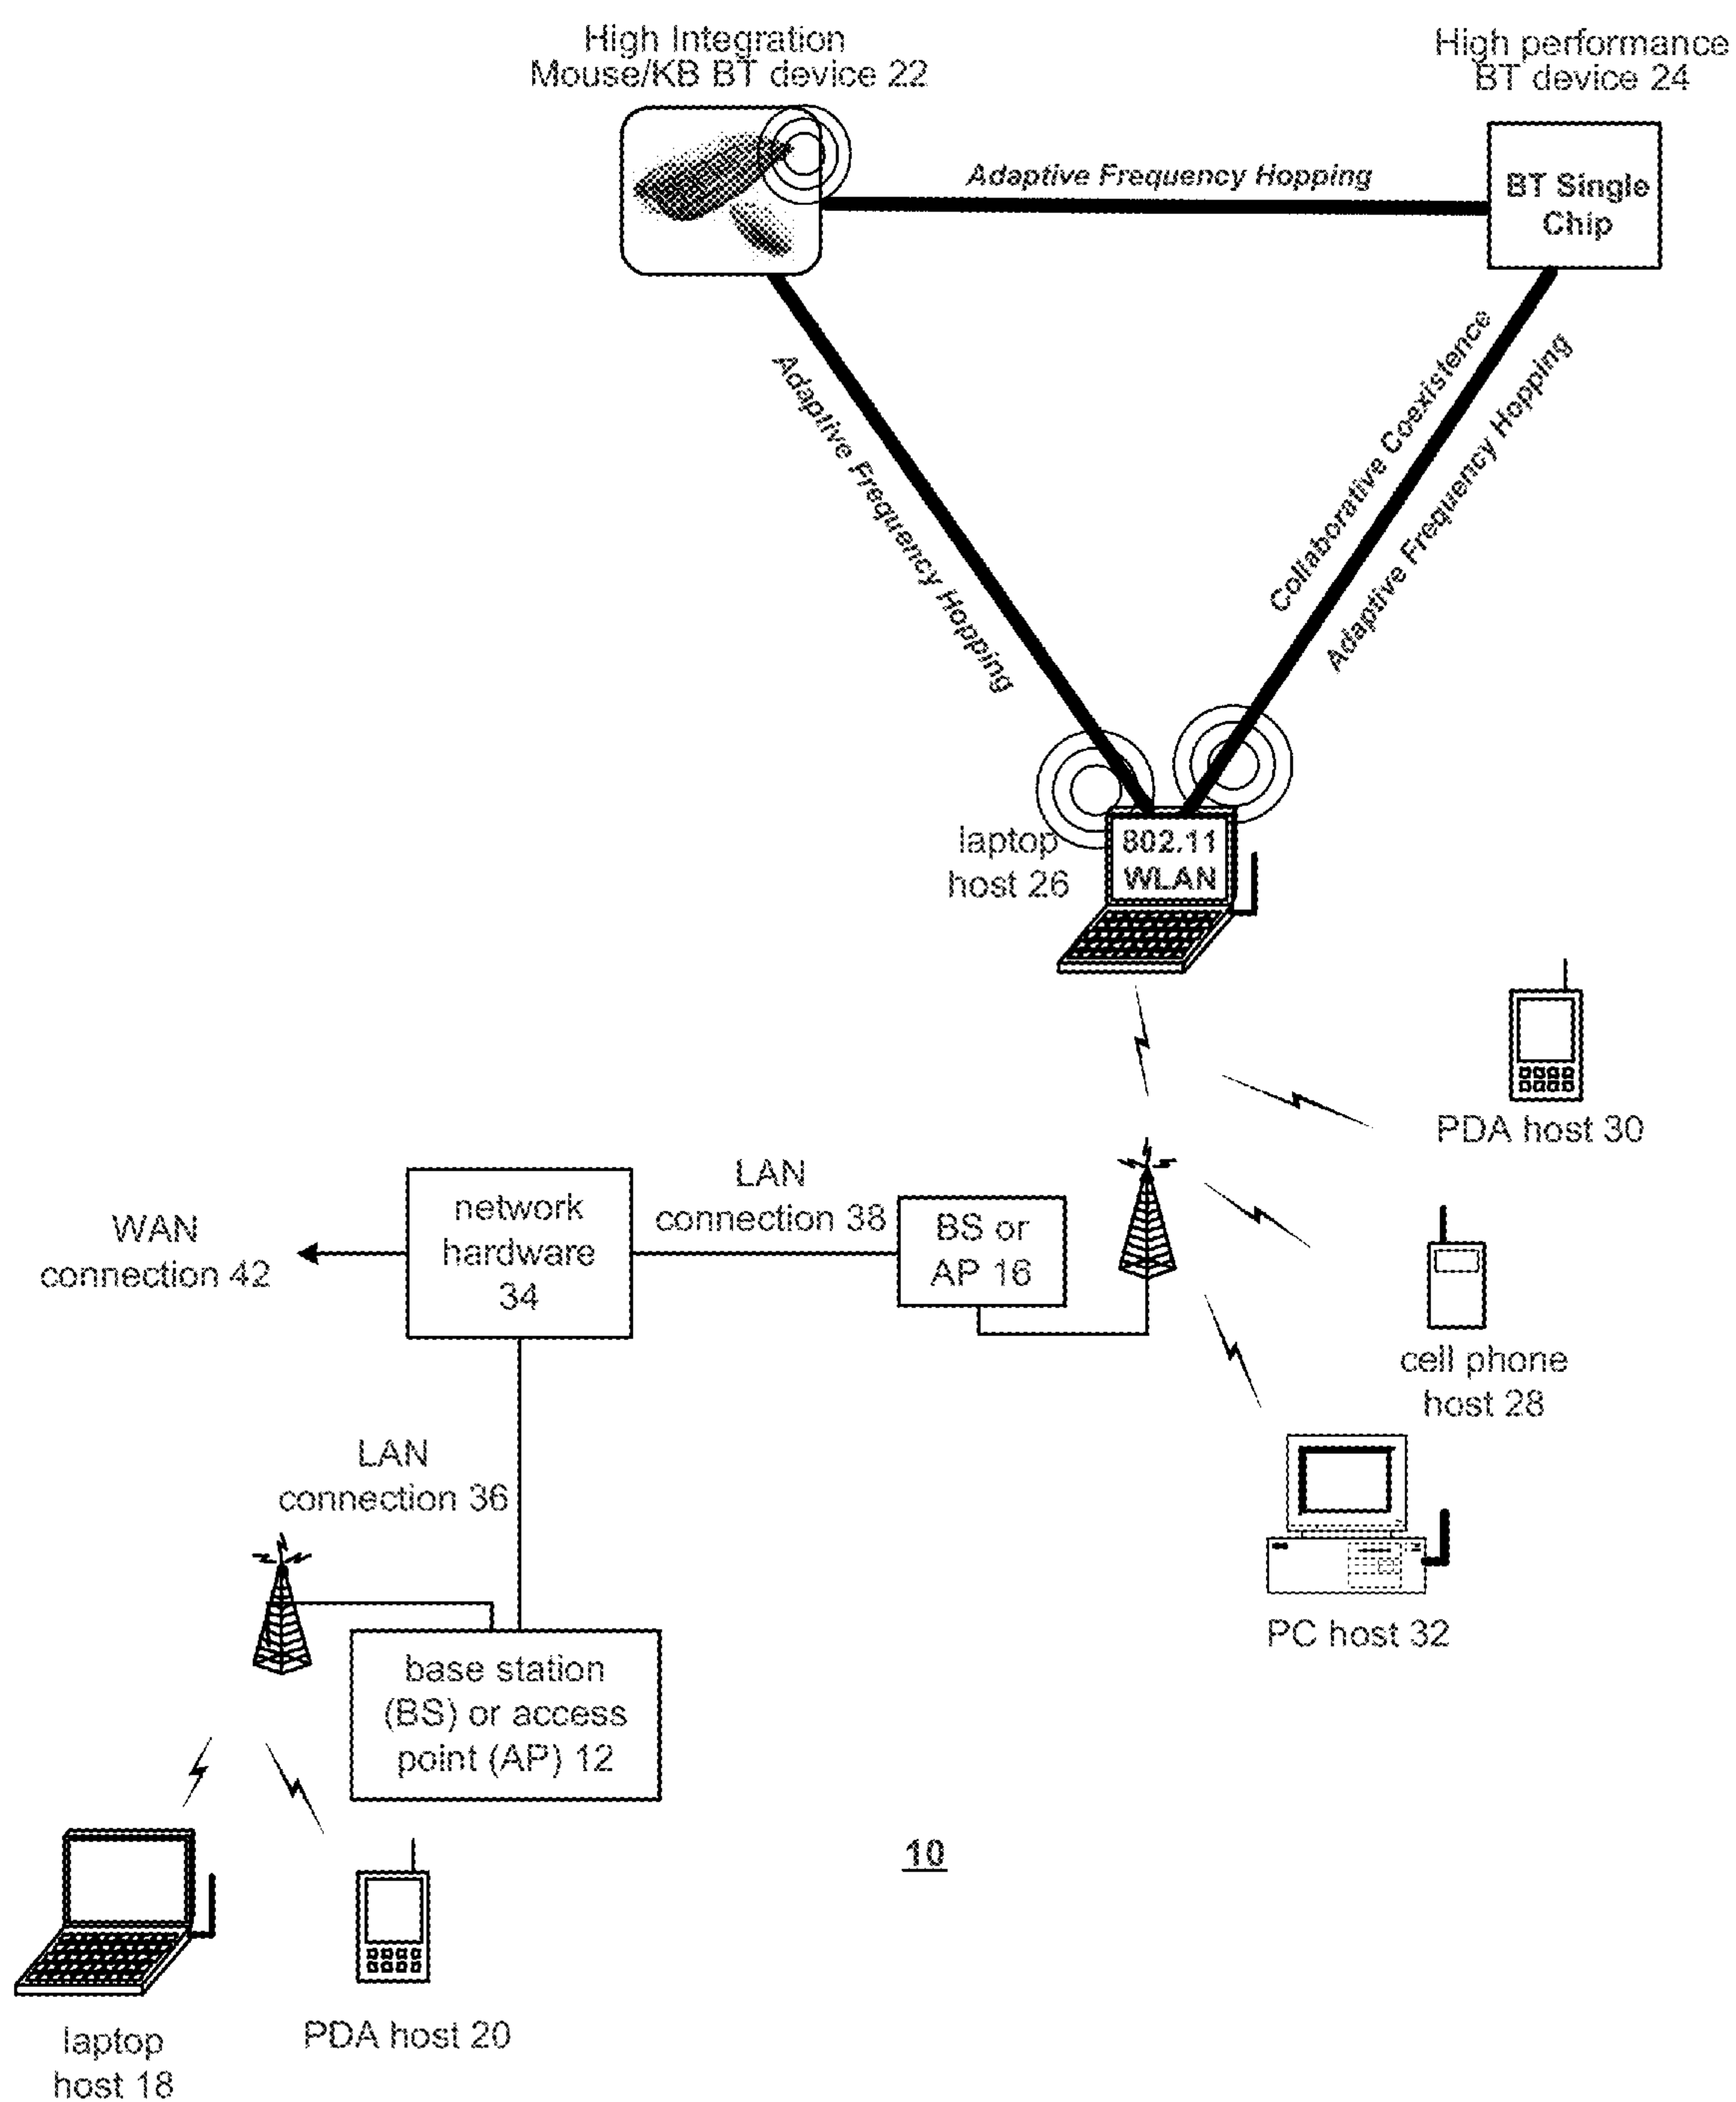 High Integration
Mouse/KB BT device 22
High performance
BT device 24
Adaptive Frequency Hopping
BT Single
Chip
Adaptive Frequency Hopping
Collaborative Coexistence
Adaptive Frequency Hopping
laptop
host 26
802.11
WLAN
PDA host 30
LAN
connection 38
network
hardware
34
WAN
connection 42
BS or
AP 16
cell phone
host 28
LAN
connection 36
PC host 32
base station
(BS) or access
point (AP) 12
10
PDA host 20
laptop
host 18